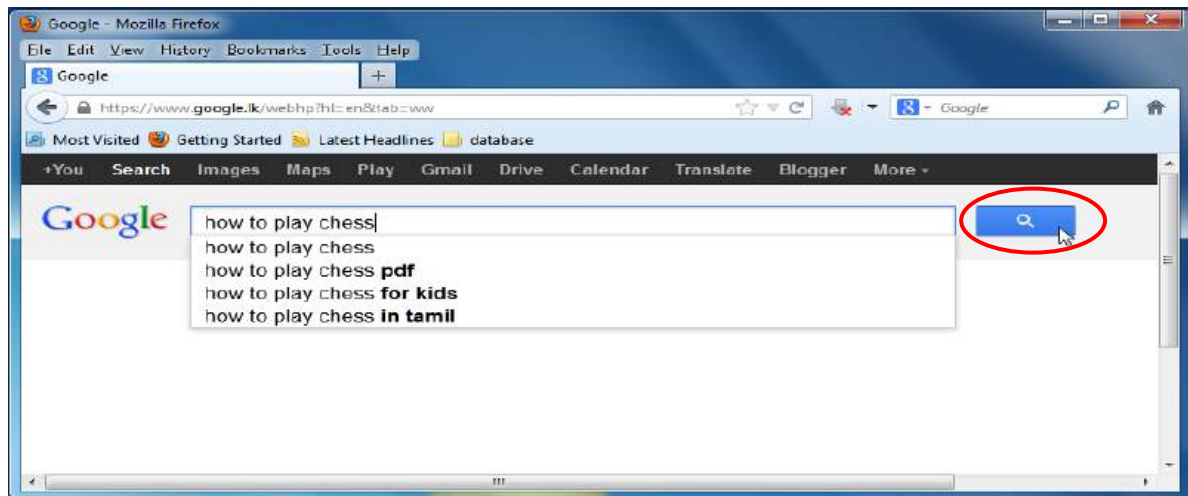 Google - Mozilla Firefox
File Edit View History Bookmarks Tools Help
Google
https://www.google.lk/webhp?hl=en&tab=ww
Google
Most Visited Getting Started Latest Headlines database
+You Search Images Maps Play Gmail Drive Calendar Translate Blogger More
Google how to play chess
how to play chess
how to play chess pdf
how to play chess for kids
how to play chess in tamil